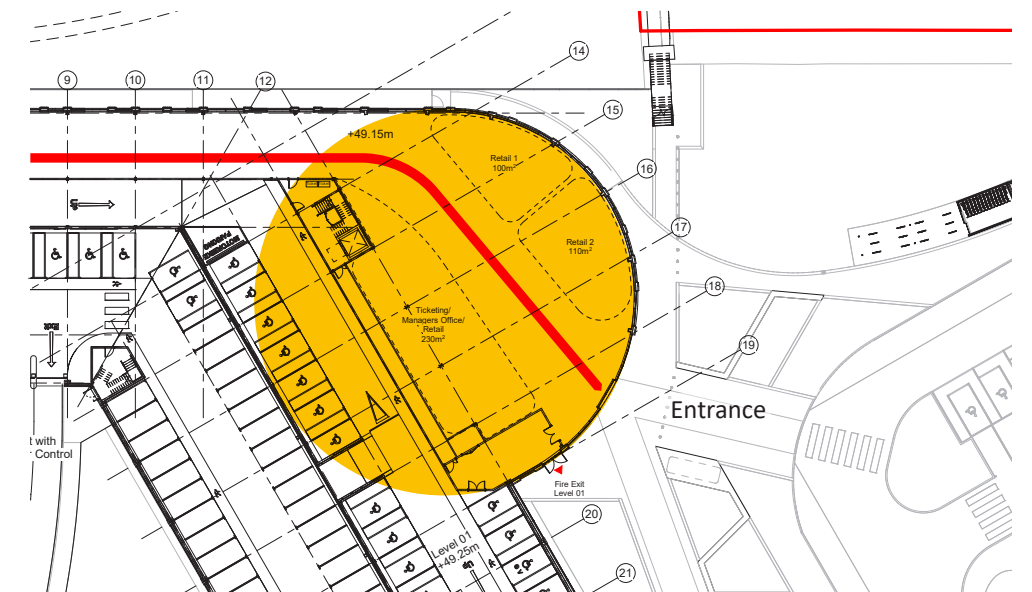 14
9
10
11
12
15
+49.15m
Retail 1
100m²
16
17
Retail 2
110m²
18
Ticketing/
Managers Office/
Retail
230m²
19
Entrance
t with
Control
Fire Exit
Level 01
20
Level 01
+49.25m
21